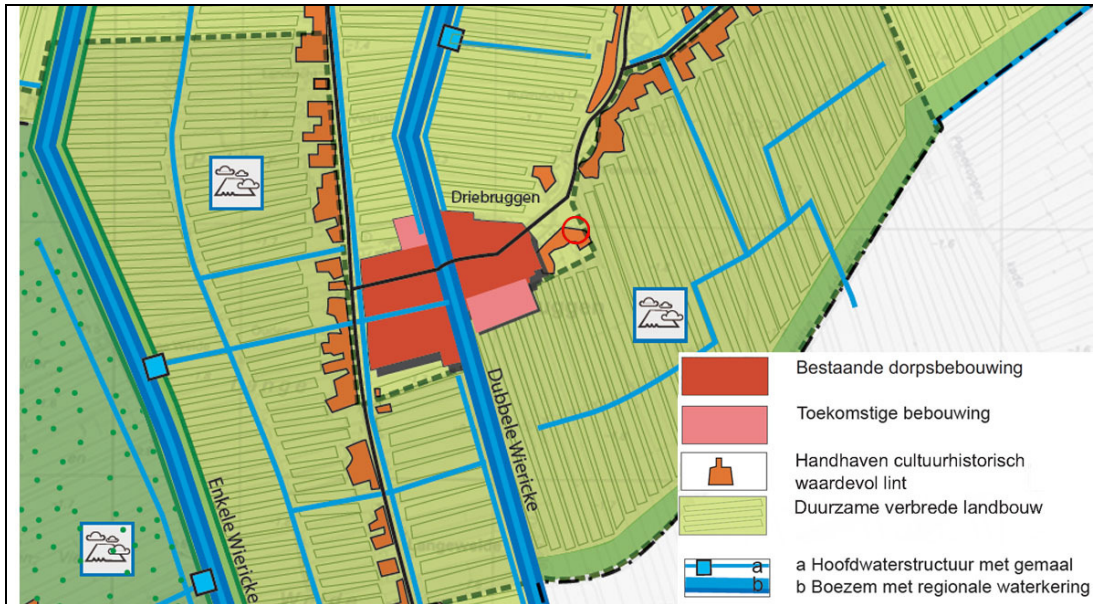 Driebruggen
Dubbele Wiericke
Enkele Wiericke
Bestaande dorpsbebouwing
Toekomstige bebouwing
Handhaven cultuurhistorisch
waardevol lint
Duurzame verbrede landbouw
a
b
a Hoofdwaterstructuur met gemaal
b Boezem met regionale waterkering